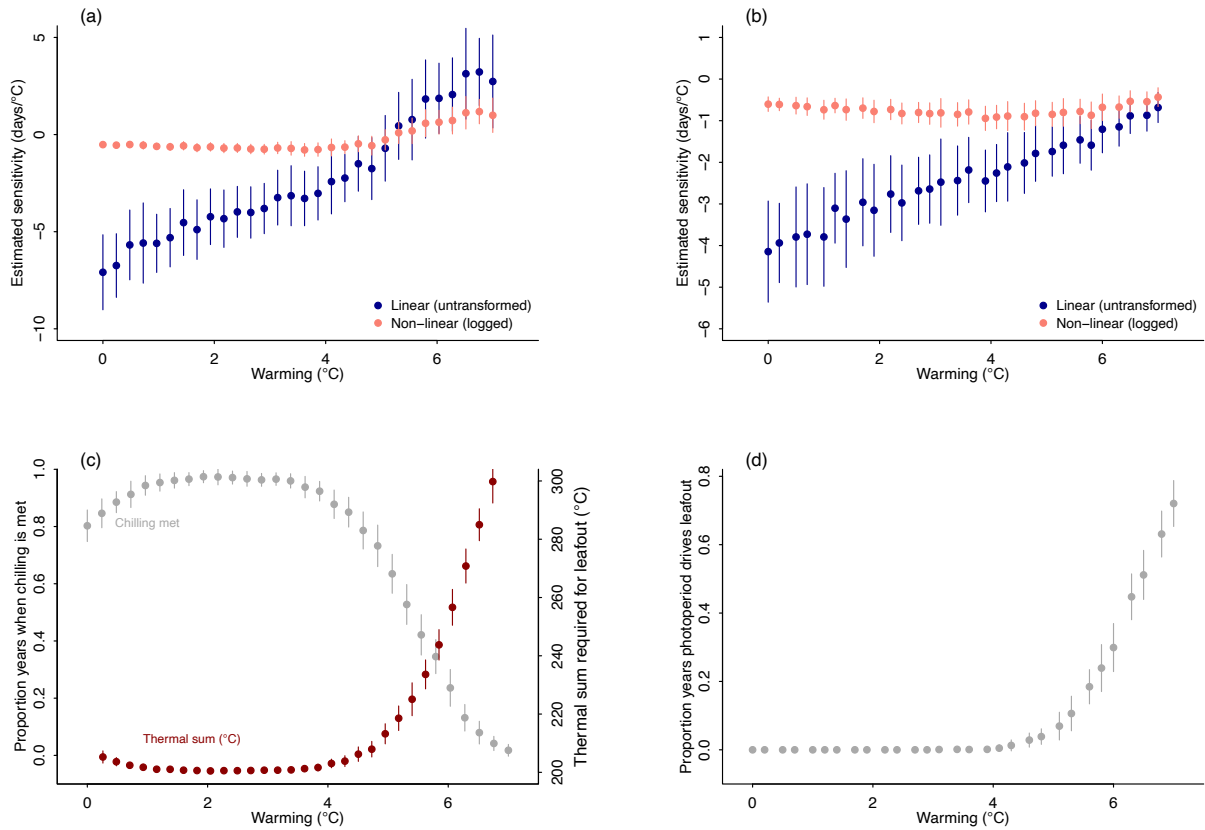 (a)
5
0
−5
−10
Estimated sensitivity (days/°C)
Linear (untransformed)
Non−linear (logged)
0 2 4 6
Warming (°C)
(b)
1
0
−1
−2
−3
−4
−5
−6
Estimated sensitivity (days/°C)
Linear (untransformed)
Non−linear (logged)
0 2 4 6
Warming (°C)
(c)
1.0
0.8
0.6
0.4
0.2
0.0
Proportion years when chilling is met
Chilling met
Thermal sum (°C)
300
280
260
240
220
200
Thermal sum required for leafout (°C)
0 2 4 6
Warming (°C)
(d)
0.8
0.6
0.4
0.2
0.0
Proportion years photoperiod drives leafout
0 2 4 6
Warming (°C)